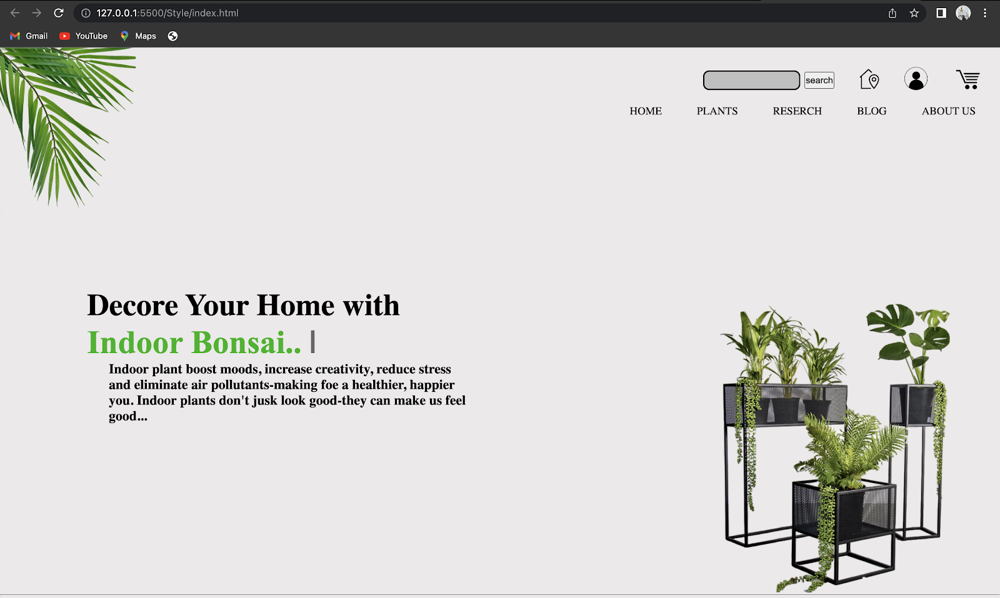 127.0.0.1:5500/Style/index.html
Gmail YouTube Maps
search
HOME PLANTS RESERCH BLOG ABOUT US
Decore Your Home with
Indoor Bonsai.. |
Indoor plant boost moods, increase creativity, reduce stress
and eliminate air pollutants-making foe a healthier, happier
you. Indoor plants don't jusk look good-they can make us feel
good...